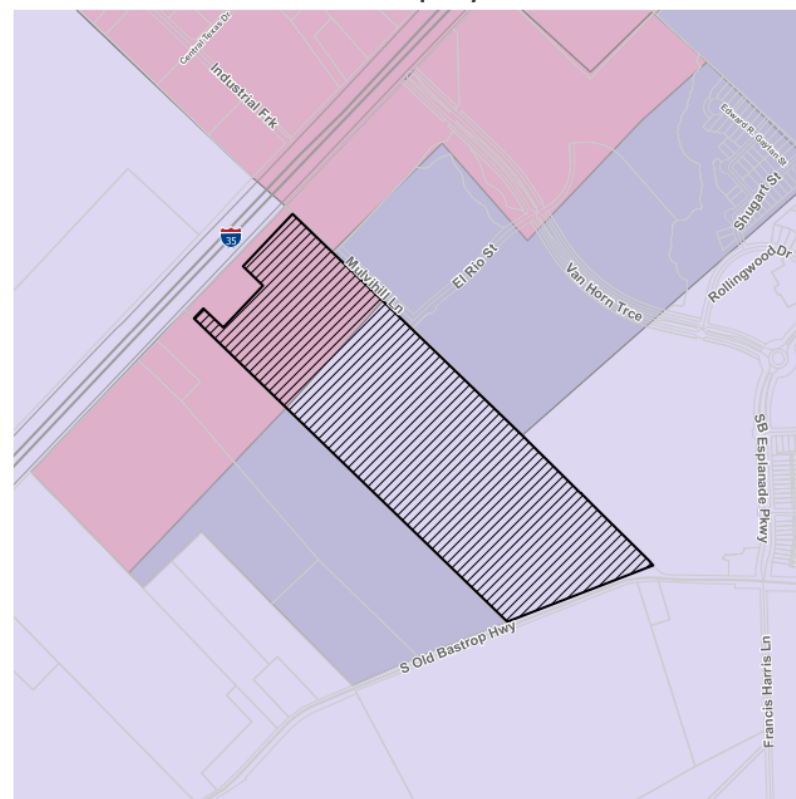 Central Texas Dr
Industrial Frk
Edward R. Gaytan St
Shugart St
35
Mulvihill Ln
El Rio St
Van Horn Trce
Rollingwood Dr
SB Esplanade Pkwy
S Old Bastrop Hwy
Francis Harris Ln